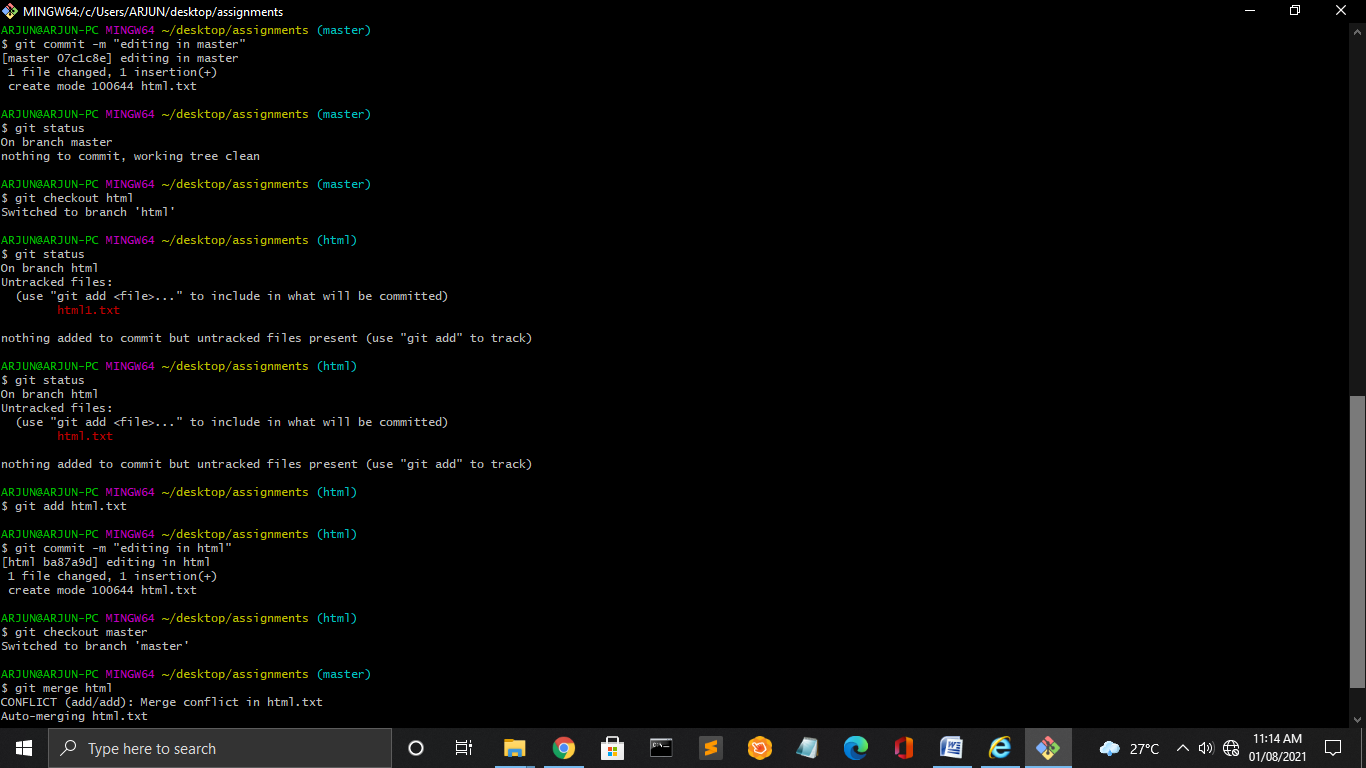 MINGW64:/c/Users/ARJUN/desktop/assignments
ARJUN@ARJUN-PC MINGW64 ~/desktop/assignments (master)
$ git commit -m "editing in master"
[master 07c1c8e] editing in master
 1 file changed, 1 insertion(+)
 create mode 100644 html.txt

ARJUN@ARJUN-PC MINGW64 ~/desktop/assignments (master)
$ git status
On branch master
nothing to commit, working tree clean

ARJUN@ARJUN-PC MINGW64 ~/desktop/assignments (master)
$ git checkout html
Switched to branch 'html'

ARJUN@ARJUN-PC MINGW64 ~/desktop/assignments (html)
$ git status
On branch html
Untracked files:
  (use "git add <file>..." to include in what will be committed)
        html1.txt

nothing added to commit but untracked files present (use "git add" to track)

ARJUN@ARJUN-PC MINGW64 ~/desktop/assignments (html)
$ git status
On branch html
Untracked files:
  (use "git add <file>..." to include in what will be committed)
        html.txt

nothing added to commit but untracked files present (use "git add" to track)

ARJUN@ARJUN-PC MINGW64 ~/desktop/assignments (html)
$ git add html.txt

ARJUN@ARJUN-PC MINGW64 ~/desktop/assignments (html)
$ git commit -m "editing in html"
[html ba87a9d] editing in html
 1 file changed, 1 insertion(+)
 create mode 100644 html.txt

ARJUN@ARJUN-PC MINGW64 ~/desktop/assignments (html)
$ git checkout master
Switched to branch 'master'

ARJUN@ARJUN-PC MINGW64 ~/desktop/assignments (master)
$ git merge html
CONFLICT (add/add): Merge conflict in html.txt
Auto-merging html.txt
Type here to search
27°C
11:14 AM
01/08/2021